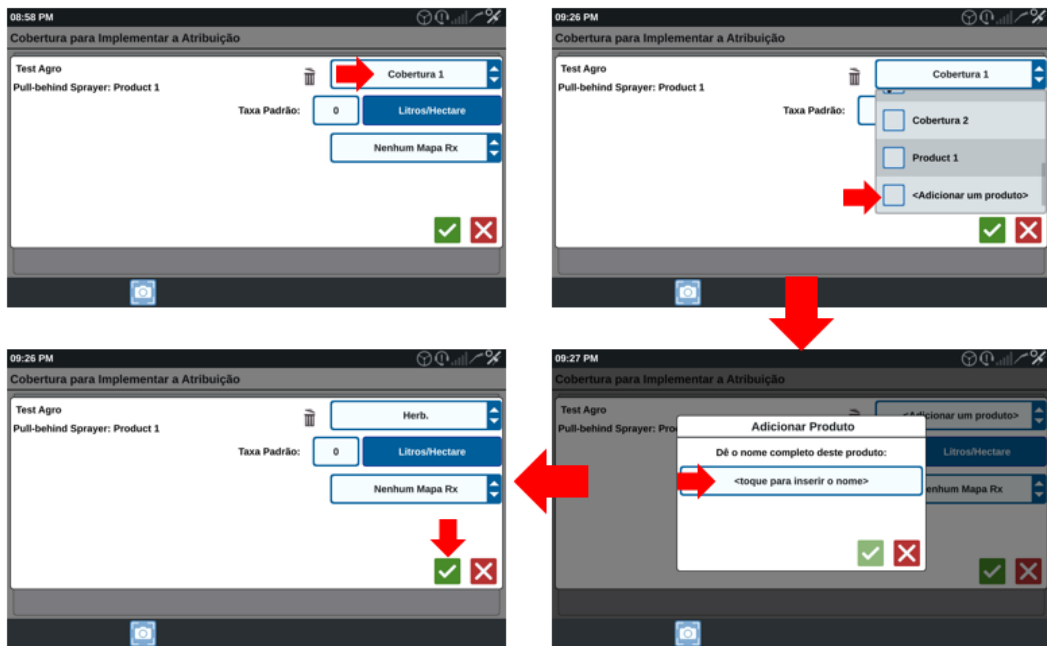 08:58 PM
Cobertura para Implementar a Atribuição
Test Agro
Cobertura 1
Pull-behind Sprayer: Product 1
Taxa Padrão:
0
Litros/Hectare
Nenhum Mapa Rx
09:26 PM
Cobertura para Implementar a Atribuição
Test Agro
Cobertura 1
Pull-behind Sprayer: Product 1
Taxa Padrão:
Cobertura 2
Product 1
<Adicionar um produto>
09:26 PM
Cobertura para Implementar a Atribuição
Test Agro
Herb.
Pull-behind Sprayer: Product 1
Taxa Padrão:
0
Litros/Hectare
Nenhum Mapa Rx
09:27 PM
Cobertura para Implementar a Atribuição
Test Agro
<Adicionar um produto>
Pull-behind Sprayer: Pro
Adicionar Produto
Dê o nome completo deste produto:
Litros/Hectare
<toque para inserir o nome>
enhum Mapa Rx